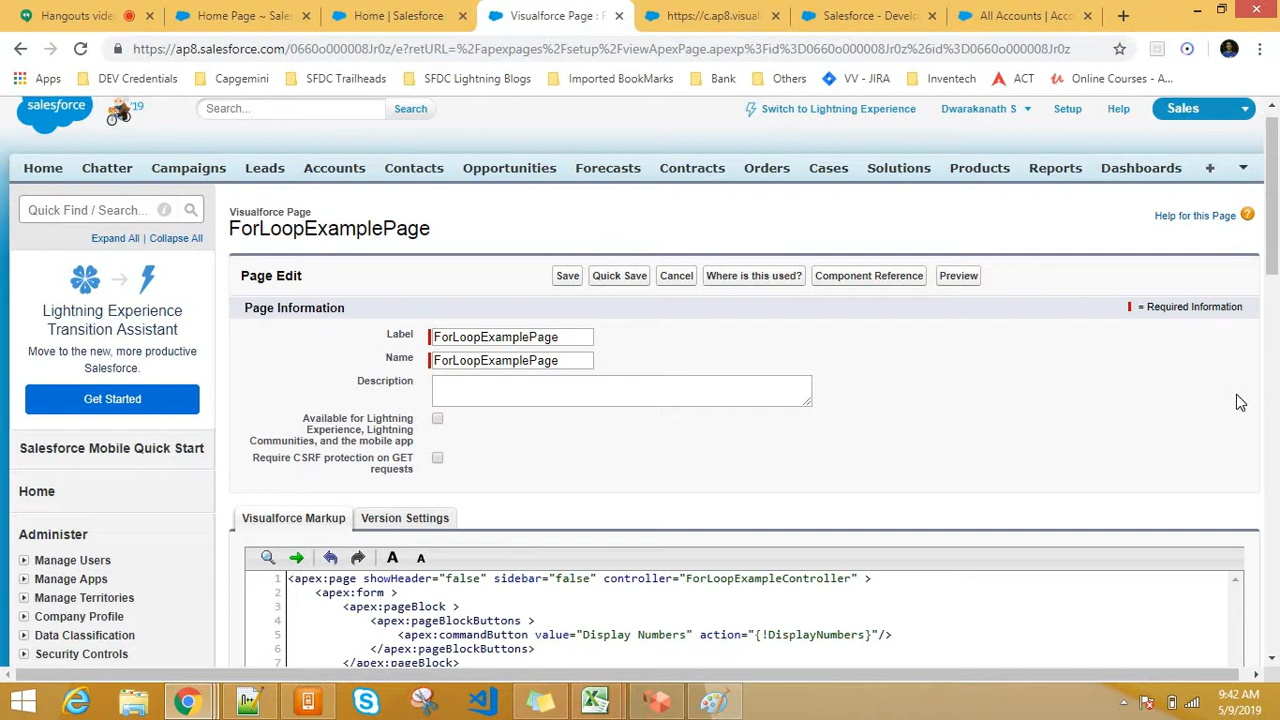 Hangouts vide
Home Page ~ Sales
Home | Salesforce
Visualforce Page : F
https://c.ap8.visual
Salesforce - Develo
All Accounts | Acco
https://ap8.salesforce.com/0660o000008Jr0z/e?retURL=%2Fapexpages%2Fsetup%2FviewApexPage.apexp%3Fid%3D0660o000008Jr0z%26id%3D0660o000008Jr0z
Apps
DEV Credentials
Capgemini
SFDC Trailheads
SFDC Lightning Blogs
Imported BookMarks
Bank
Others
VV - JIRA
Inventech
ACT
Online Courses - A...
salesforce
'19
Search...
Search
Switch to Lightning Experience
Dwarakanath S
Setup
Help
Sales
Home
Chatter
Campaigns
Leads
Accounts
Contacts
Opportunities
Forecasts
Contracts
Orders
Cases
Solutions
Products
Reports
Dashboards
Quick Find / Search...
Expand All | Collapse All
Lightning Experience
Transition Assistant
Move to the new, more productive
Salesforce.
Get Started
Salesforce Mobile Quick Start
Home
Administer
Manage Users
Manage Apps
Manage Territories
Company Profile
Data Classification
Security Controls
Visualforce Page
ForLoopExamplePage
Help for this Page
Page Edit
Save
Quick Save
Cancel
Where is this used?
Component Reference
Preview
Page Information
= Required Information
Label
ForLoopExamplePage
Name
ForLoopExamplePage
Description
Available for Lightning
Experience, Lightning
Communities, and the mobile app
Require CSRF protection on GET
requests
Visualforce Markup
Version Settings
A
A
1 <apex:page showHeader="false" sidebar="false" controller="ForLoopExampleController" >
2 <apex:form >
3 <apex:pageBlock >
4 <apex:pageBlockButtons >
5 <apex:commandButton value="Display Numbers" action="{!DisplayNumbers}"/>
6 </apex:pageBlockButtons>
7 </apex:pageBlock>
9:42 AM
5/9/2019